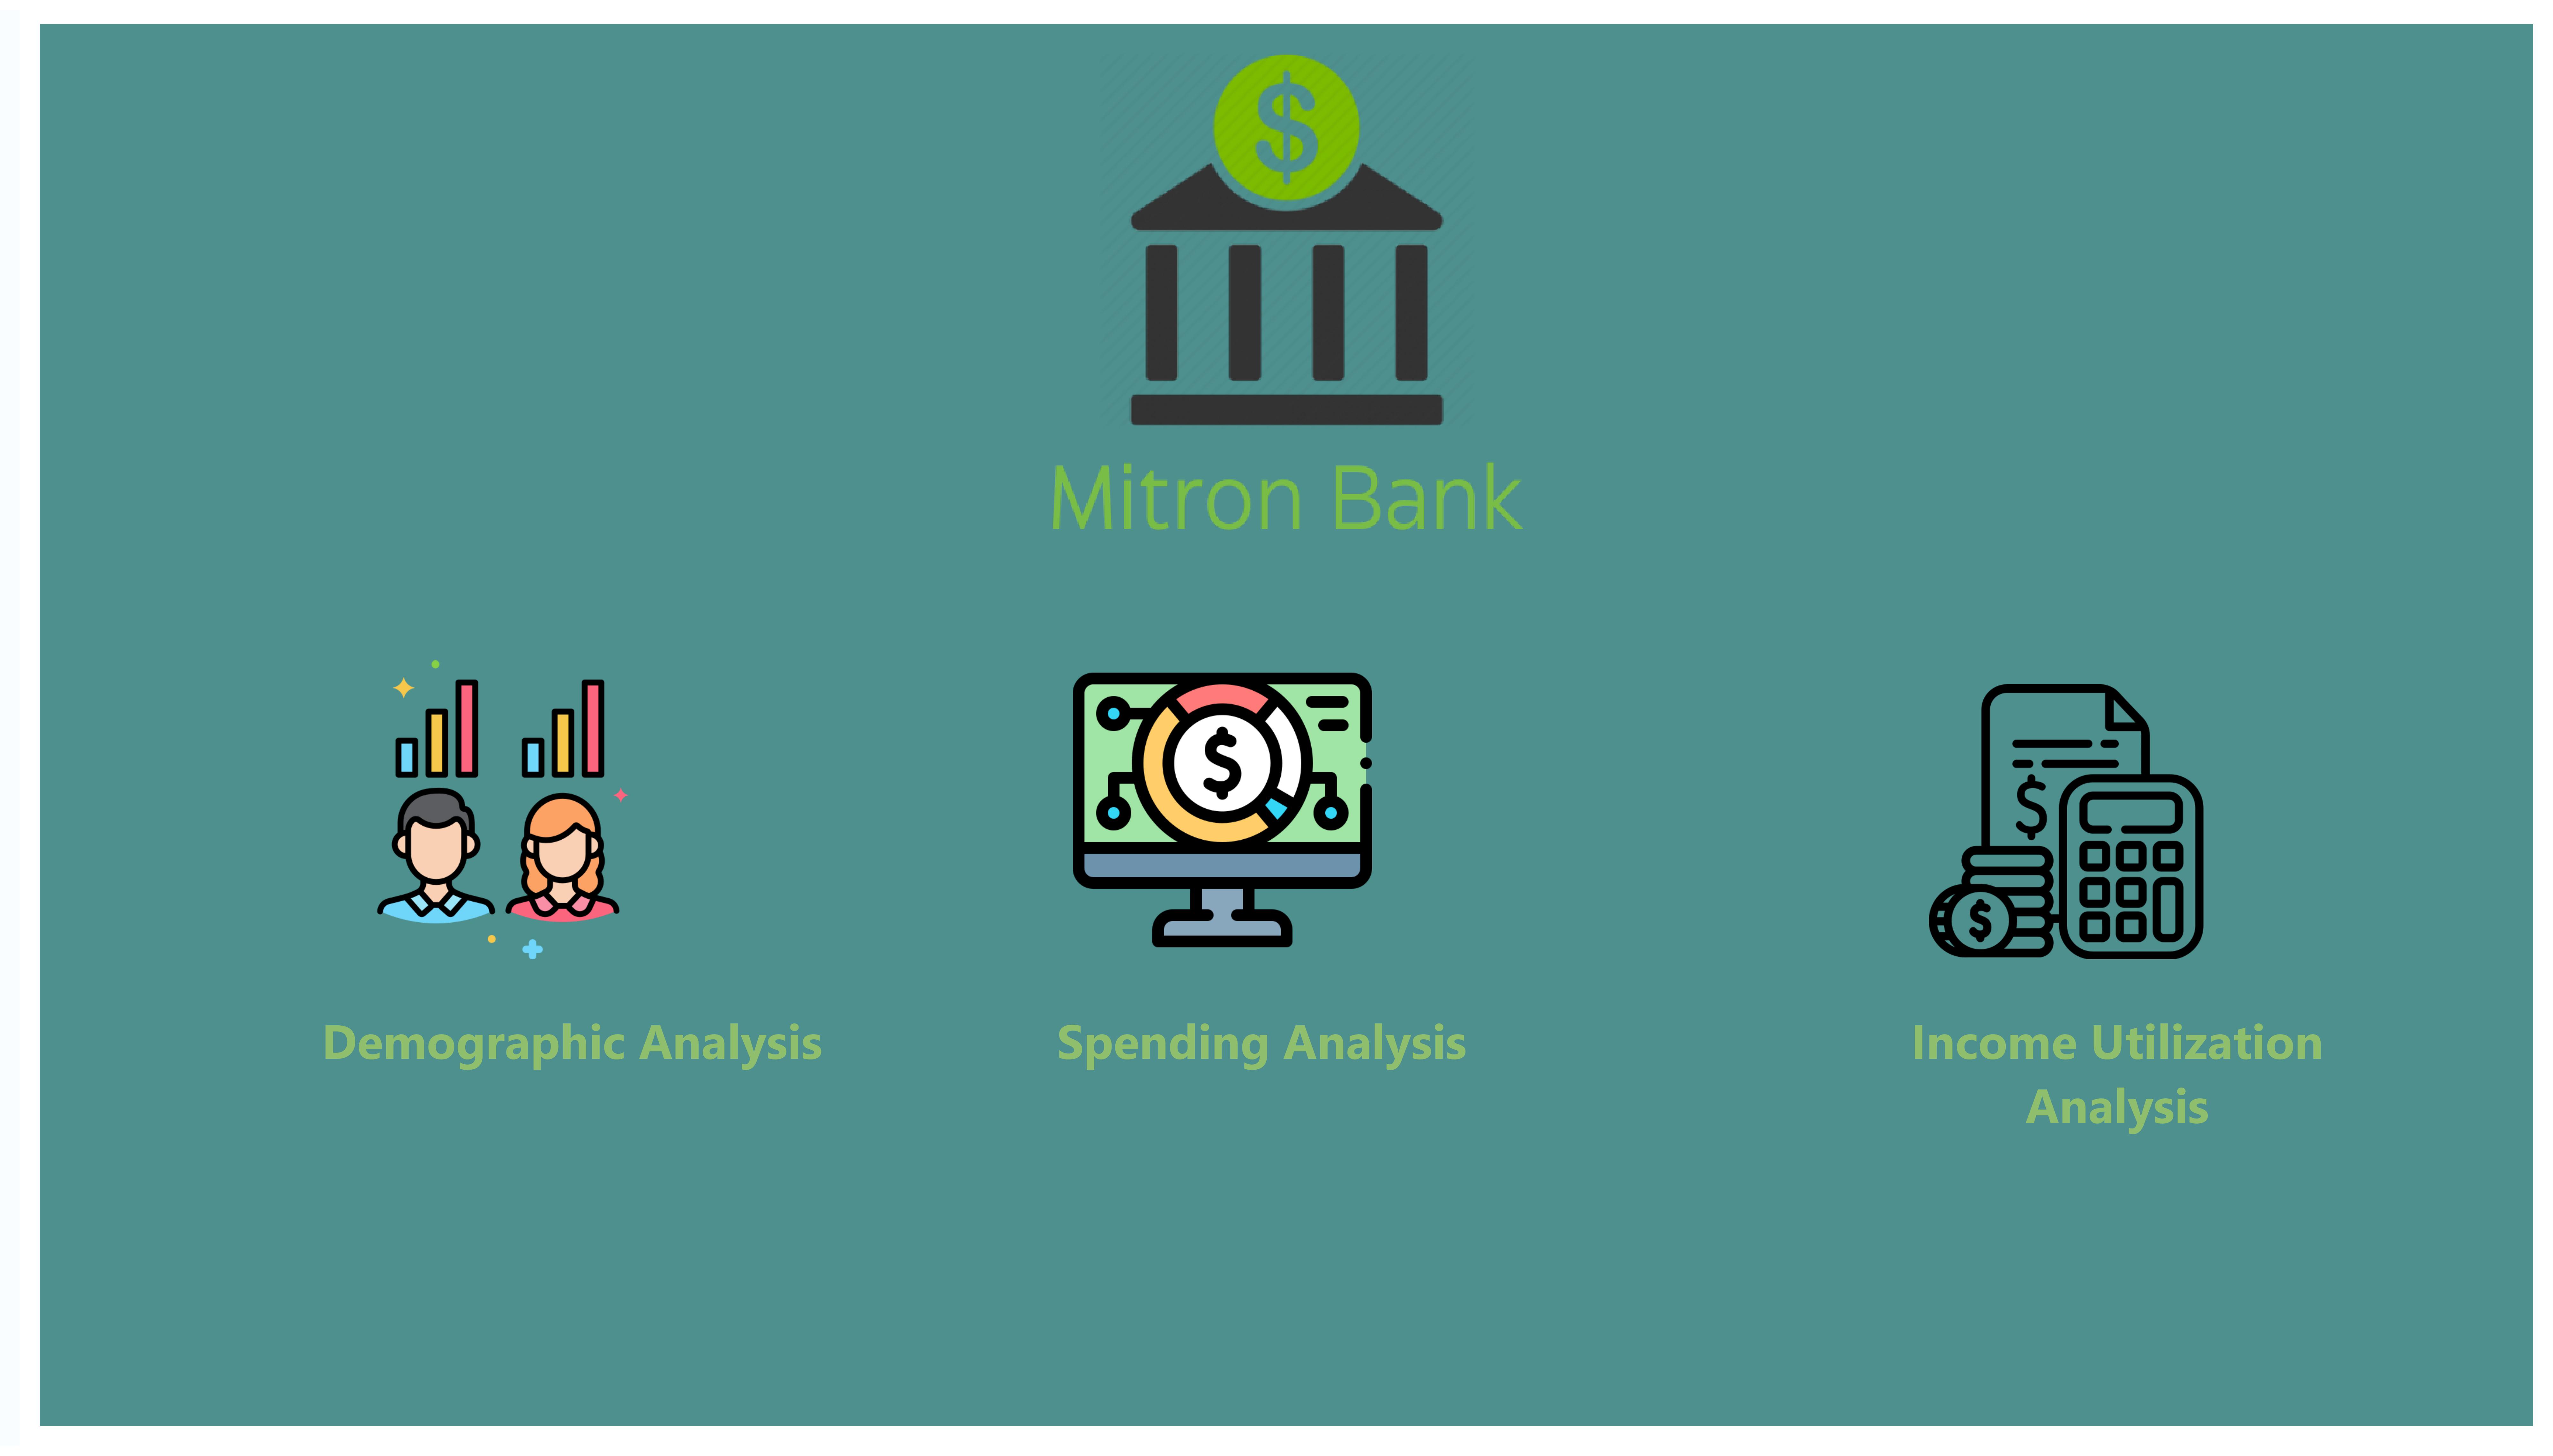 $
Mitron Bank
$
$
$
Demographic Analysis
Spending Analysis
Income Utilization
Analysis